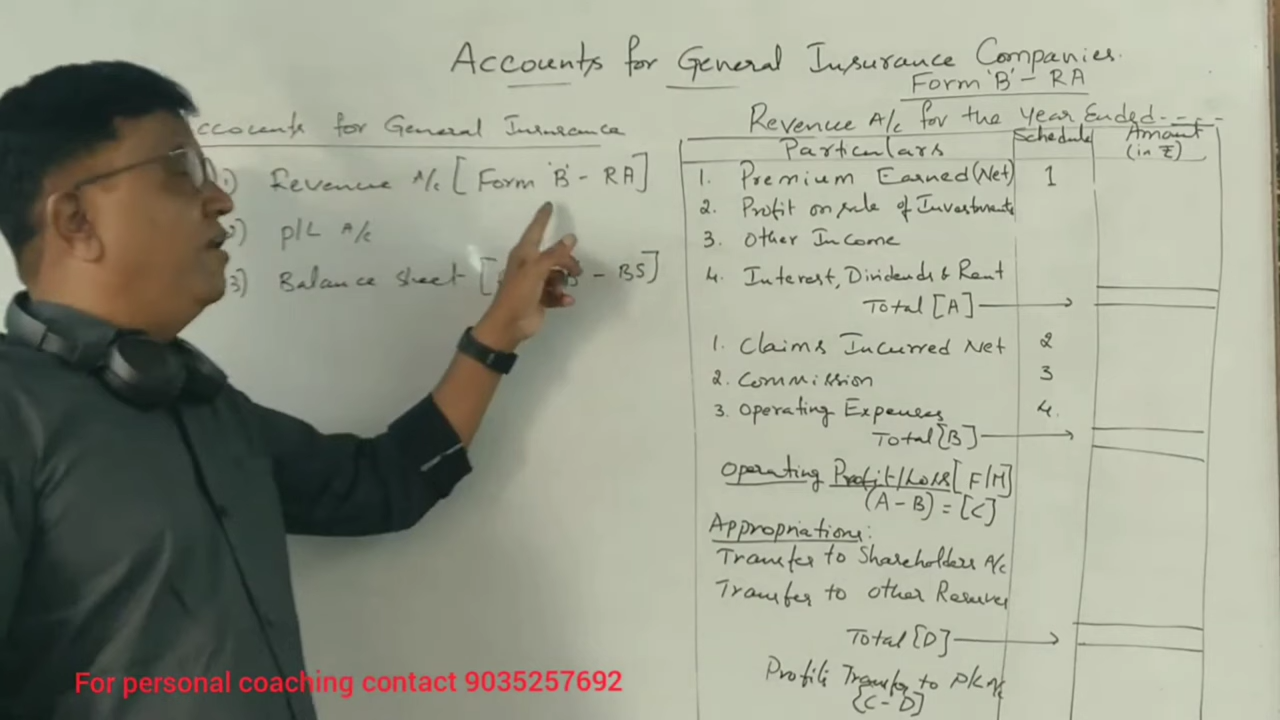 Accounts for General Insurance Companies.
ccounts for General Insurance
1) Revenue A/c [Form 'B' - RA]
2) P/L A/c
3) Balance sheet [ B - BS]
Form 'B' - RA
Revenue A/c for the Year Ended - - -
Particulars Schedule Amount (in ₹)
1. Premium Earned (Net) 1
2. Profit on sale of Investments
3. Other Income
4. Interest, Dividends & Rent
Total [A]
1. Claims Incurred Net 2
2. Commission 3
3. Operating Expenses 4.
Total [B]
Operating Profit/Loss [F/M]
(A - B) = [C]
Appropriations:
Transfer to Shareholders A/c
Transfer to other Reserves
Total [D]
Profits Transfer to P/L A/c
[C - D]
For personal coaching contact 9035257692